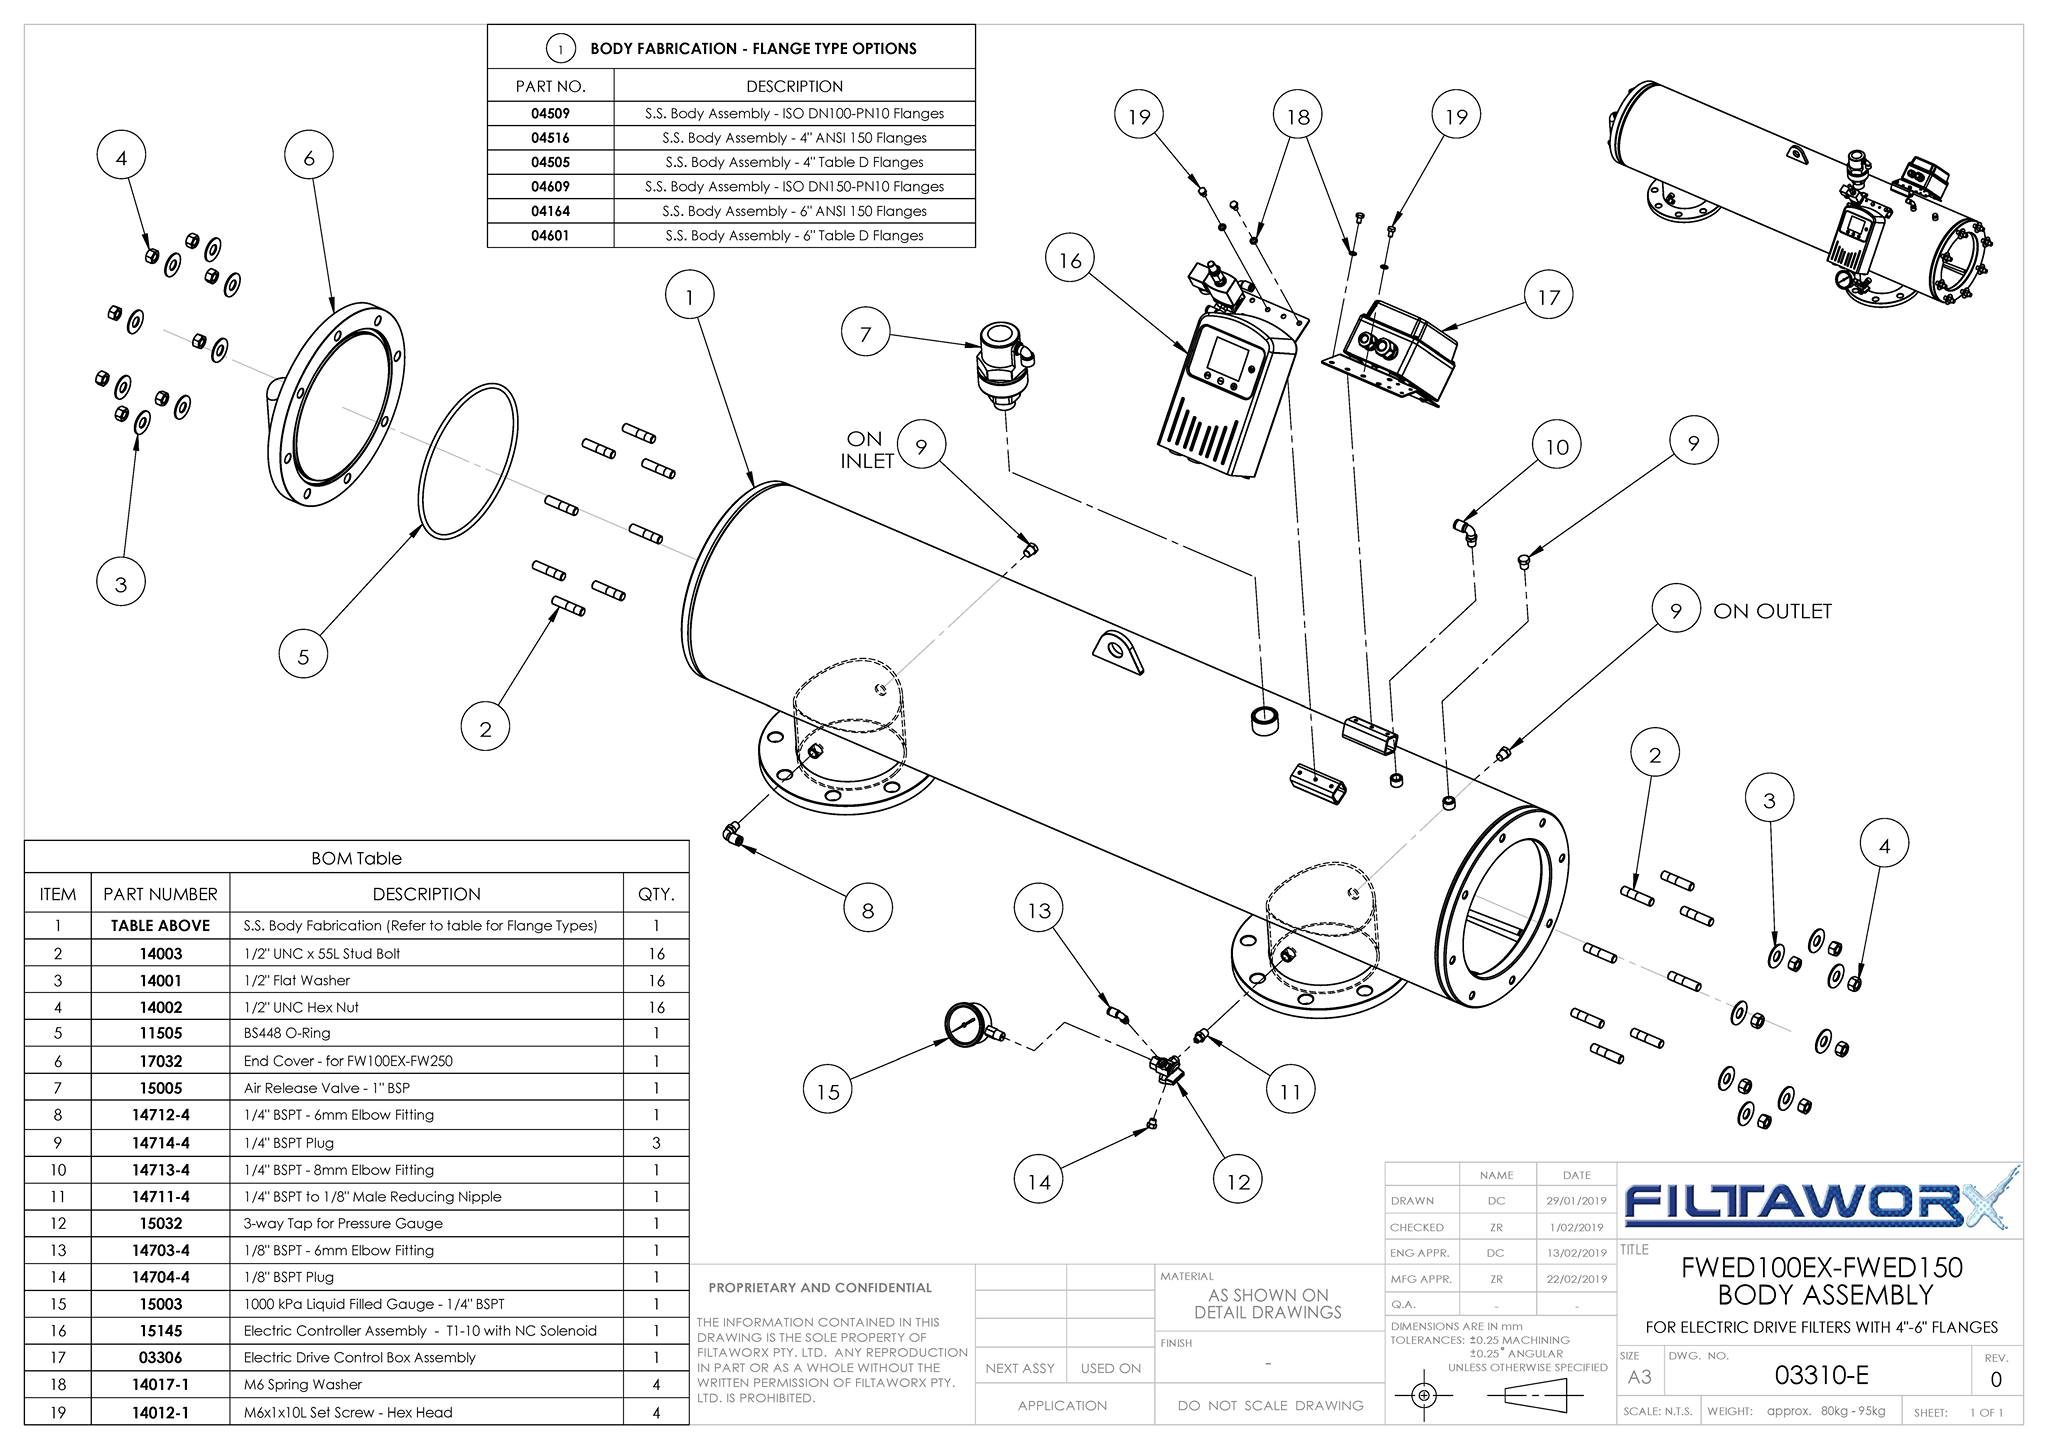 1 BODY FABRICATION - FLANGE TYPE OPTIONS
PART NO. DESCRIPTION
04509 S.S. Body Assembly - ISO DN100-PN10 Flanges
04516 S.S. Body Assembly - 4" ANSI 150 Flanges
04505 S.S. Body Assembly - 4" Table D Flanges
04609 S.S. Body Assembly - ISO DN150-PN10 Flanges
04164 S.S. Body Assembly - 6" ANSI 150 Flanges
04601 S.S. Body Assembly - 6" Table D Flanges
19
18
19
4
6
16
17
1
7
ON
INLET
9
10
9
3
5
2
9 ON OUTLET
2
3
4
8
13
15
11
14
12
BOM Table
ITEM PART NUMBER DESCRIPTION QTY.
1 TABLE ABOVE S.S. Body Fabrication (Refer to table for Flange Types) 1
2 14003 1/2" UNC x 55L Stud Bolt 16
3 14001 1/2" Flat Washer 16
4 14002 1/2" UNC Hex Nut 16
5 11505 BS448 O-Ring 1
6 17032 End Cover - for FW100EX-FW250 1
7 15005 Air Release Valve - 1" BSP 1
8 14712-4 1/4" BSPT - 6mm Elbow Fitting 1
9 14714-4 1/4" BSPT Plug 3
10 14713-4 1/4" BSPT - 8mm Elbow Fitting 1
11 14711-4 1/4" BSPT to 1/8" Male Reducing Nipple 1
12 15032 3-way Tap for Pressure Gauge 1
13 14703-4 1/8" BSPT - 6mm Elbow Fitting 1
14 14704-4 1/8" BSPT Plug 1
15 15003 1000 kPa Liquid Filled Gauge - 1/4" BSPT 1
16 15145 Electric Controller Assembly - T1-10 with NC Solenoid 1
17 03306 Electric Drive Control Box Assembly 1
18 14017-1 M6 Spring Washer 4
19 14012-1 M6x1x10L Set Screw - Hex Head 4
PROPRIETARY AND CONFIDENTIAL
THE INFORMATION CONTAINED IN THIS
DRAWING IS THE SOLE PROPERTY OF
FILTAWORX PTY. LTD. ANY REPRODUCTION
IN PART OR AS A WHOLE WITHOUT THE
WRITTEN PERMISSION OF FILTAWORX PTY.
LTD. IS PROHIBITED.
NEXT ASSY USED ON
APPLICATION
MATERIAL
AS SHOWN ON
DETAIL DRAWINGS
FINISH
-
DO NOT SCALE DRAWING
NAME DATE
DRAWN DC 29/01/2019
CHECKED ZR 1/02/2019
ENG APPR. DC 13/02/2019
MFG APPR. ZR 22/02/2019
Q.A. - -
DIMENSIONS ARE IN mm
TOLERANCES: ±0.25 MACHINING
±0.25° ANGULAR
UNLESS OTHERWISE SPECIFIED
FILTAWORX
TITLE
FWED100EX-FWED150
BODY ASSEMBLY
FOR ELECTRIC DRIVE FILTERS WITH 4"-6" FLANGES
SIZE DWG. NO. REV.
A3 03310-E 0
SCALE: N.T.S. WEIGHT: approx. 80kg - 95kg SHEET: 1 OF 1